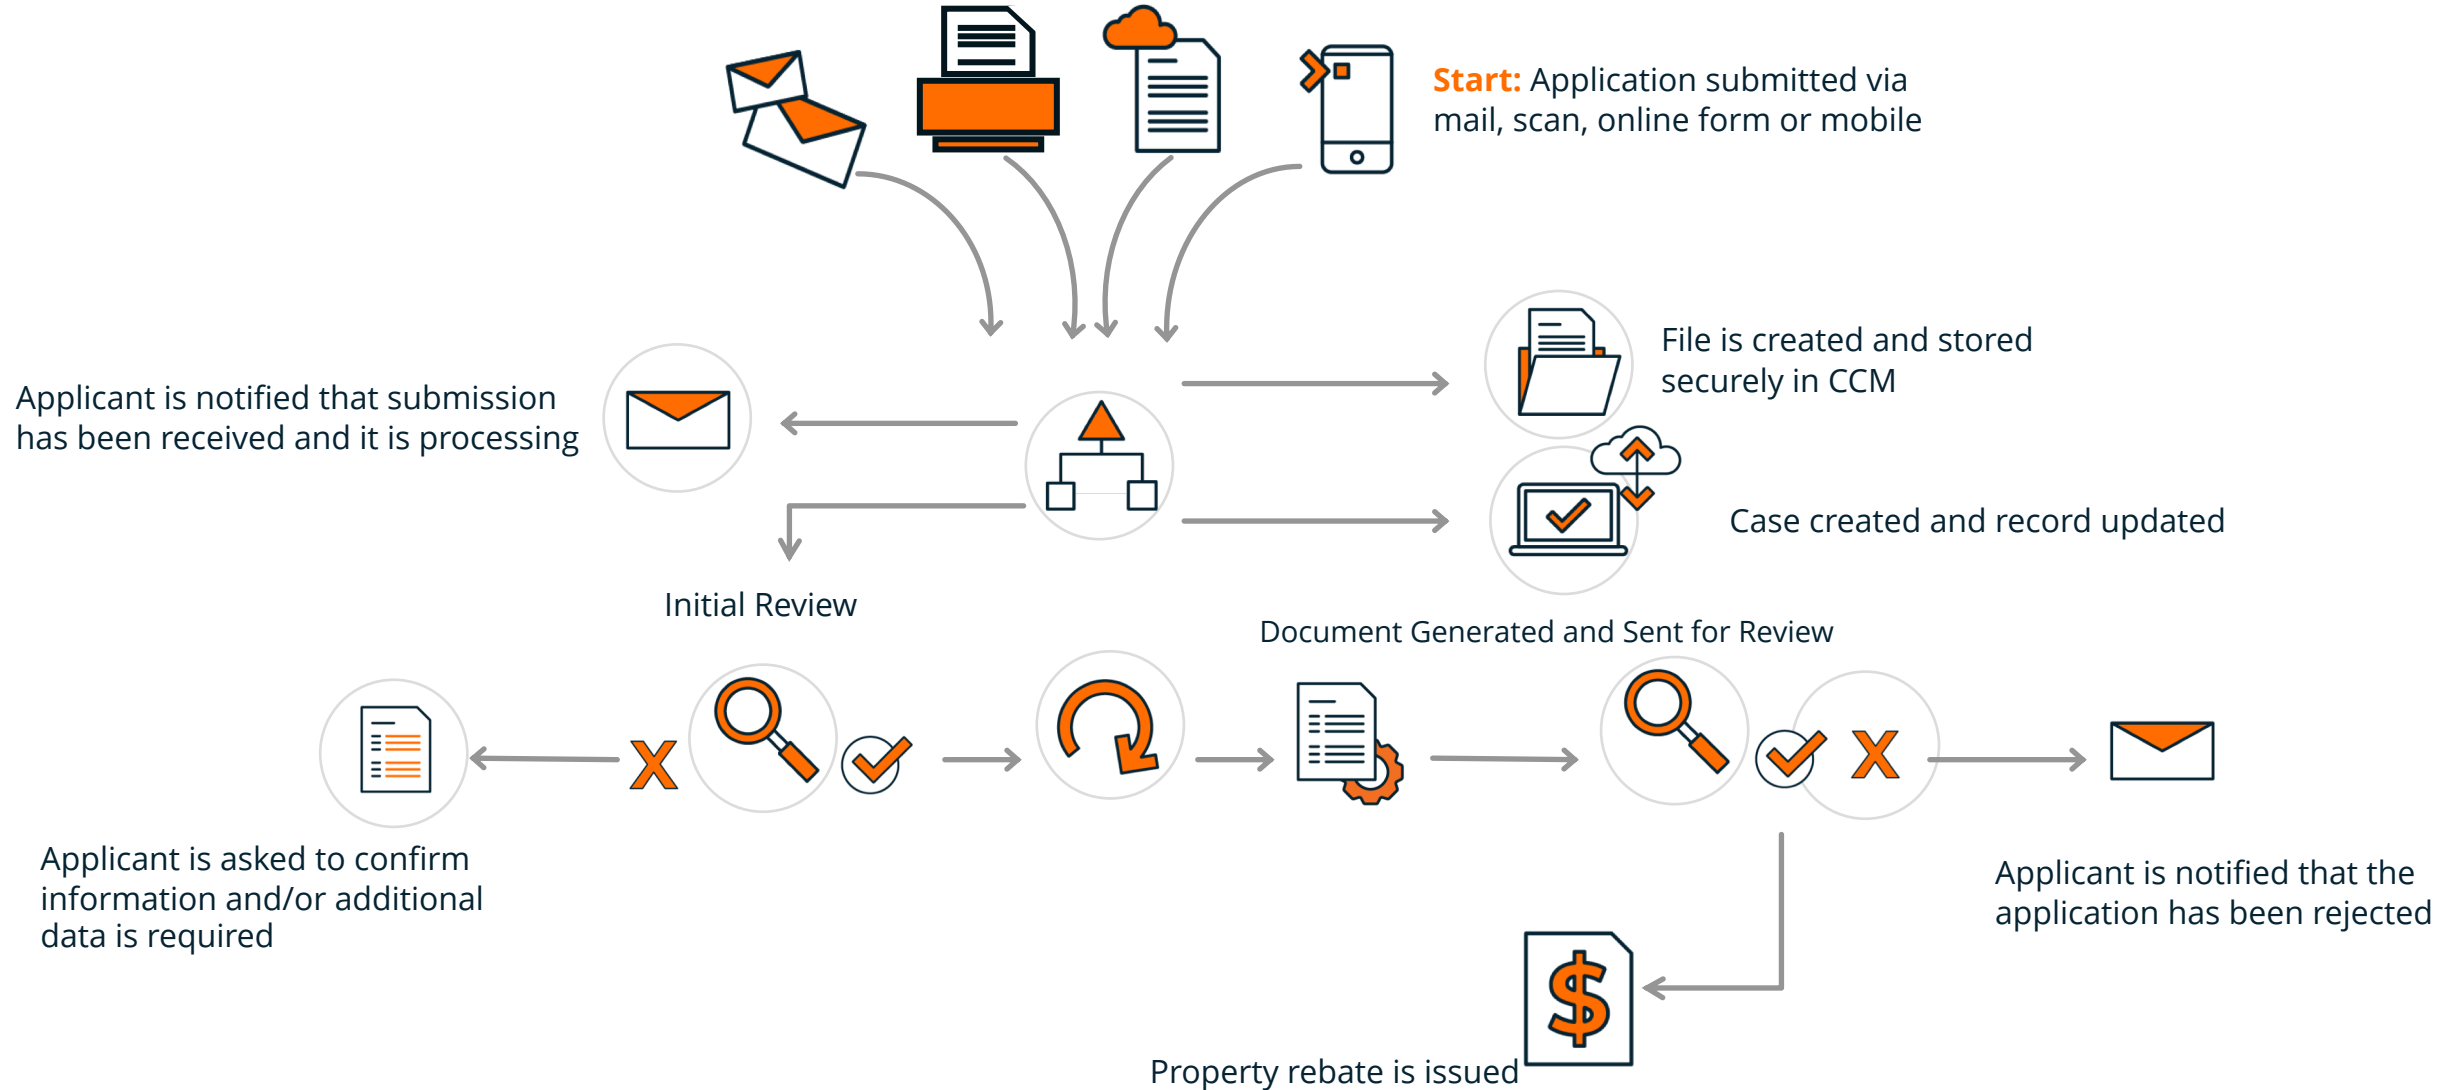 Start: Application submitted via
mail, scan, online form or mobile
File is created and stored
securely in CCM
Applicant is notified that submission
has been received and it is processing
Case created and record updated
Initial Review
Document Generated and Sent for Review
X
X
Applicant is asked to confirm
information and/or additional
data is required
Applicant is notified that the
application has been rejected
$
Property rebate is issued